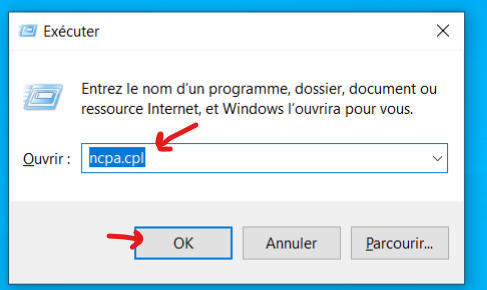 Exécuter
Entrez le nom d'un programme, dossier, document ou
ressource Internet, et Windows l'ouvrira pour vous.
Ouvrir : ncpa.cpl
OK Annuler Parcourir...